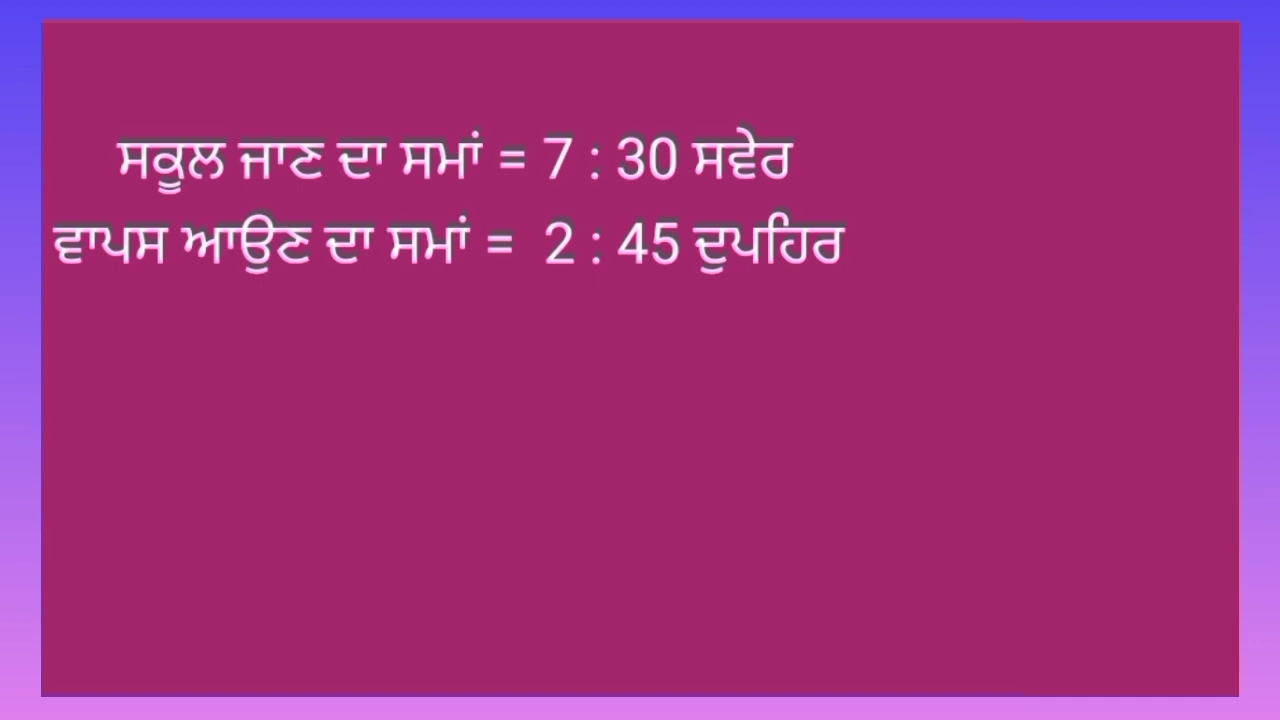 ਸਕੂਲ ਜਾਣ ਦਾ ਸਮਾਂ = 7 : 30 ਸਵੇਰ
ਵਾਪਸ ਆਉਣ ਦਾ ਸਮਾਂ = 2 : 45 ਦੁਪਹਿਰ